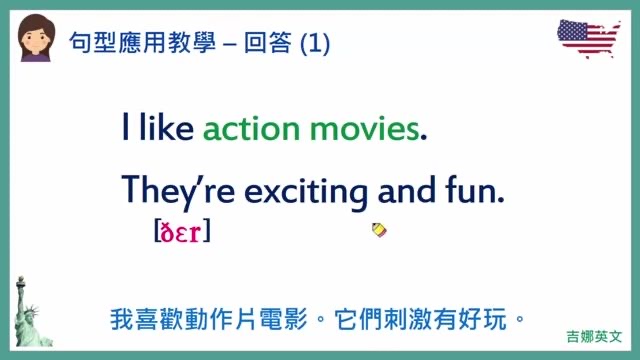 句型應用教學 – 回答 (1)
I like action movies.
They're exciting and fun.
[ðɛr]
我喜歡動作片電影。它們刺激有好玩。
吉娜英文